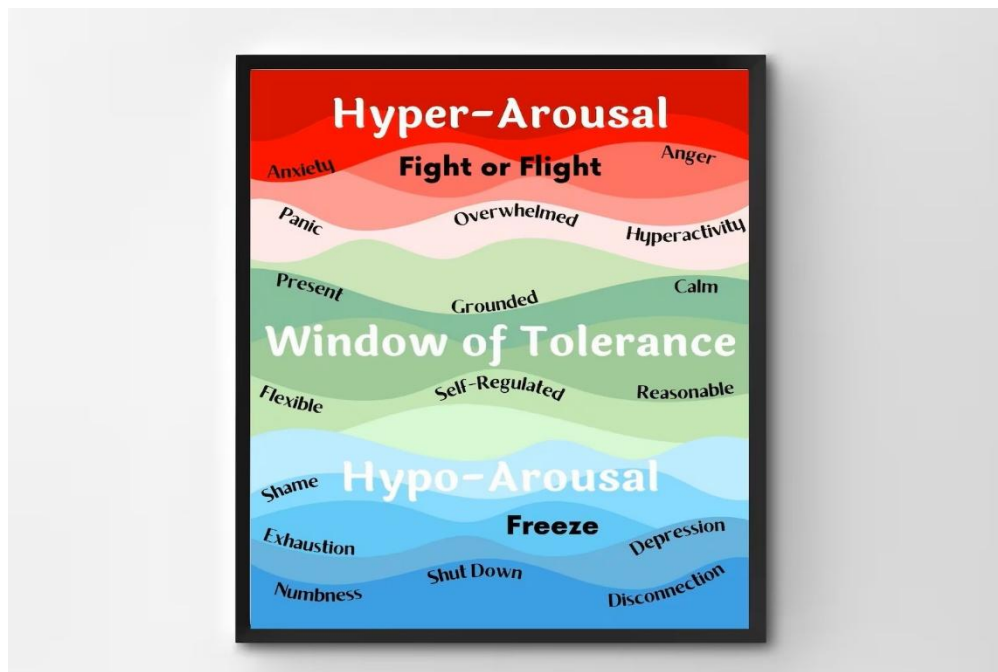 Hyper-Arousal
Anxiety
Fight or Flight
Anger
Panic
Overwhelmed
Hyperactivity
Present
Grounded
Calm
Window of Tolerance
Flexible
Self-Regulated
Reasonable
Hypo-Arousal
Shame
Freeze
Exhaustion
Depression
Shut Down
Numbness
Disconnection